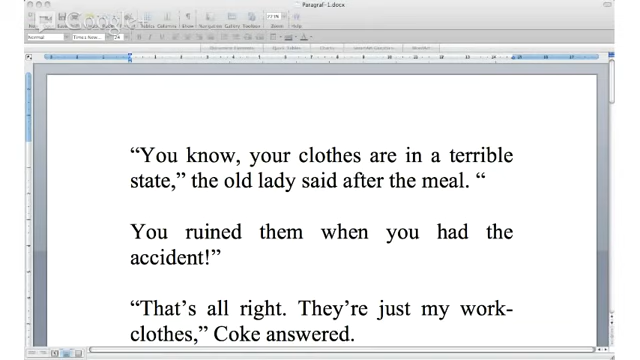 Paragraf-1.docx
“You know, your clothes are in a terrible
state,” the old lady said after the meal. “
You ruined them when you had the
accident!”
“That’s all right. They’re just my work-
clothes,” Coke answered.